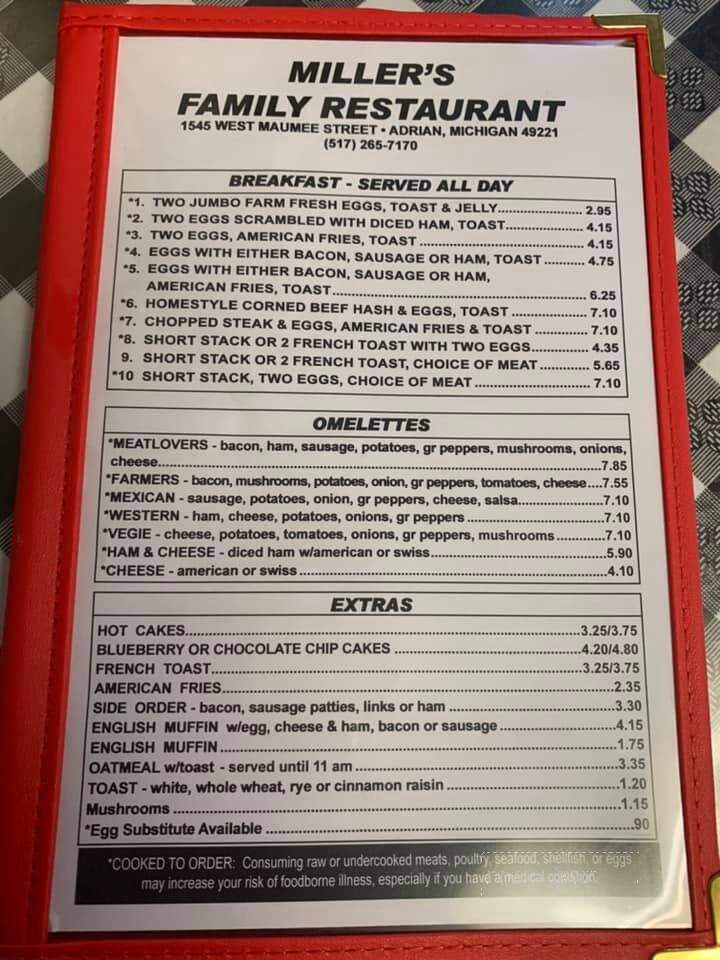 MILLER'S
FAMILY RESTAURANT
1545 WEST MAUMEE STREET • ADRIAN, MICHIGAN 49221
(517) 265-7170
BREAKFAST - SERVED ALL DAY
*1. TWO JUMBO FARM FRESH EGGS, TOAST & JELLY.................... 2.95
*2. TWO EGGS SCRAMBLED WITH DICED HAM, TOAST.................... 4.15
*3. TWO EGGS, AMERICAN FRIES, TOAST .................... 4.15
*4. EGGS WITH EITHER BACON, SAUSAGE OR HAM, TOAST .......... 4.75
*5. EGGS WITH EITHER BACON, SAUSAGE OR HAM,
AMERICAN FRIES, TOAST.................... 6.25
*6. HOMESTYLE CORNED BEEF HASH & EGGS, TOAST .................... 7.10
*7. CHOPPED STEAK & EGGS, AMERICAN FRIES & TOAST ............ 7.10
*8. SHORT STACK OR 2 FRENCH TOAST WITH TWO EGGS............. 4.35
9. SHORT STACK OR 2 FRENCH TOAST, CHOICE OF MEAT............ 5.65
*10 SHORT STACK, TWO EGGS, CHOICE OF MEAT .................... 7.10
OMELETTES
*MEATLOVERS - bacon, ham, sausage, potatoes, gr peppers, mushrooms, onions,
cheese....................7.85
*FARMERS - bacon, mushrooms, potatoes, onion, gr peppers, tomatoes, cheese....7.55
*MEXICAN - sausage, potatoes, onion, gr peppers, cheese, salsa....................7.10
*WESTERN - ham, cheese, potatoes, onions, gr peppers ....................7.10
*VEGIE - cheese, potatoes, tomatoes, onions, gr peppers, mushrooms ............7.10
*HAM & CHEESE - diced ham w/american or swiss....................5.90
*CHEESE - american or swiss ....................4.10
EXTRAS
HOT CAKES....................3.25/3.75
BLUEBERRY OR CHOCOLATE CHIP CAKES ....................4.20/4.80
FRENCH TOAST....................3.25/3.75
AMERICAN FRIES....................2.35
SIDE ORDER - bacon, sausage patties, links or ham ....................3.30
ENGLISH MUFFIN w/egg, cheese & ham, bacon or sausage ....................4.15
ENGLISH MUFFIN ....................1.75
OATMEAL w/toast - served until 11 am ....................3.35
TOAST - white, whole wheat, rye or cinnamon raisin ....................1.20
Mushrooms ....................1.15
*Egg Substitute Available .....................90
*COOKED TO ORDER: Consuming raw or undercooked meats, poultry, seafood, shellfish, or eggs
may increase your risk of foodborne illness, especially if you have a medical condition.